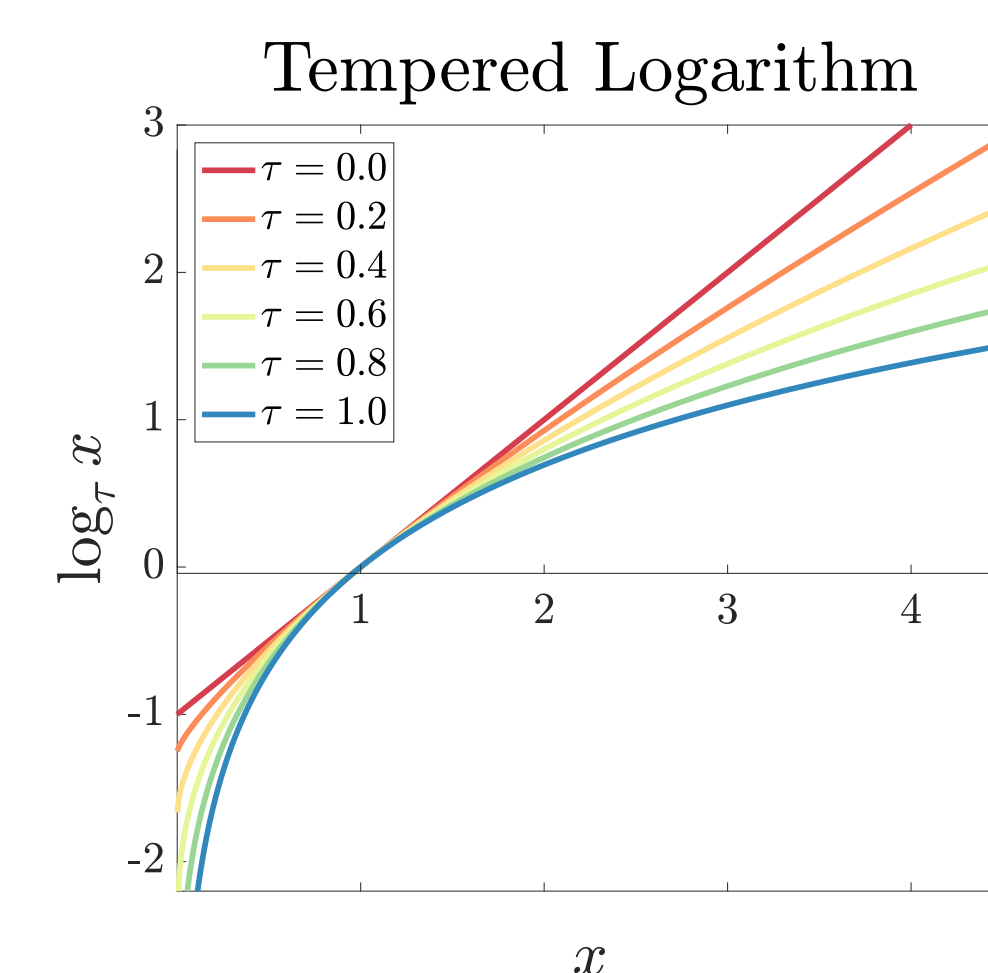 Tempered Logarithm
3
2
1
0
-1
-2
τ = 0.0
τ = 0.2
τ = 0.4
τ = 0.6
τ = 0.8
τ = 1.0
log_τ x
1 2 3 4
x